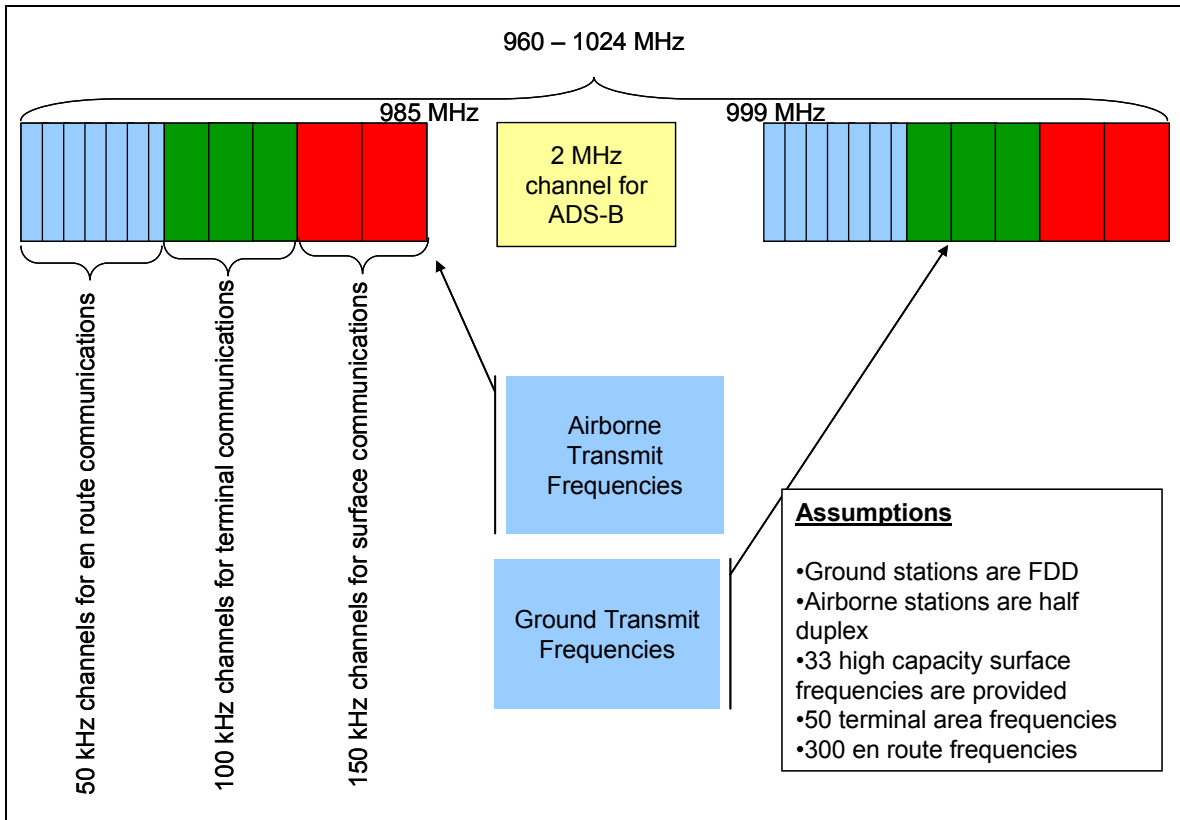 960 – 1024 MHz
985 MHz
999 MHz
2 MHz
channel for
ADS-B
50 kHz channels for en route communications
100 kHz channels for terminal communications
150 kHz channels for surface communications
Airborne
Transmit
Frequencies
Ground Transmit
Frequencies
Assumptions
•Ground stations are FDD
•Airborne stations are half
duplex
•33 high capacity surface
frequencies are provided
•50 terminal area frequencies
•300 en route frequencies